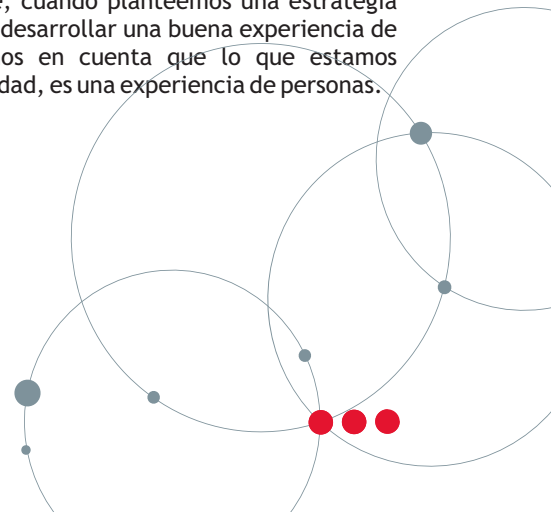 , cuando planteemos una estrategia
desarrollar una buena experiencia de
os en cuenta que lo que estamos
dad, es una experiencia de personas.